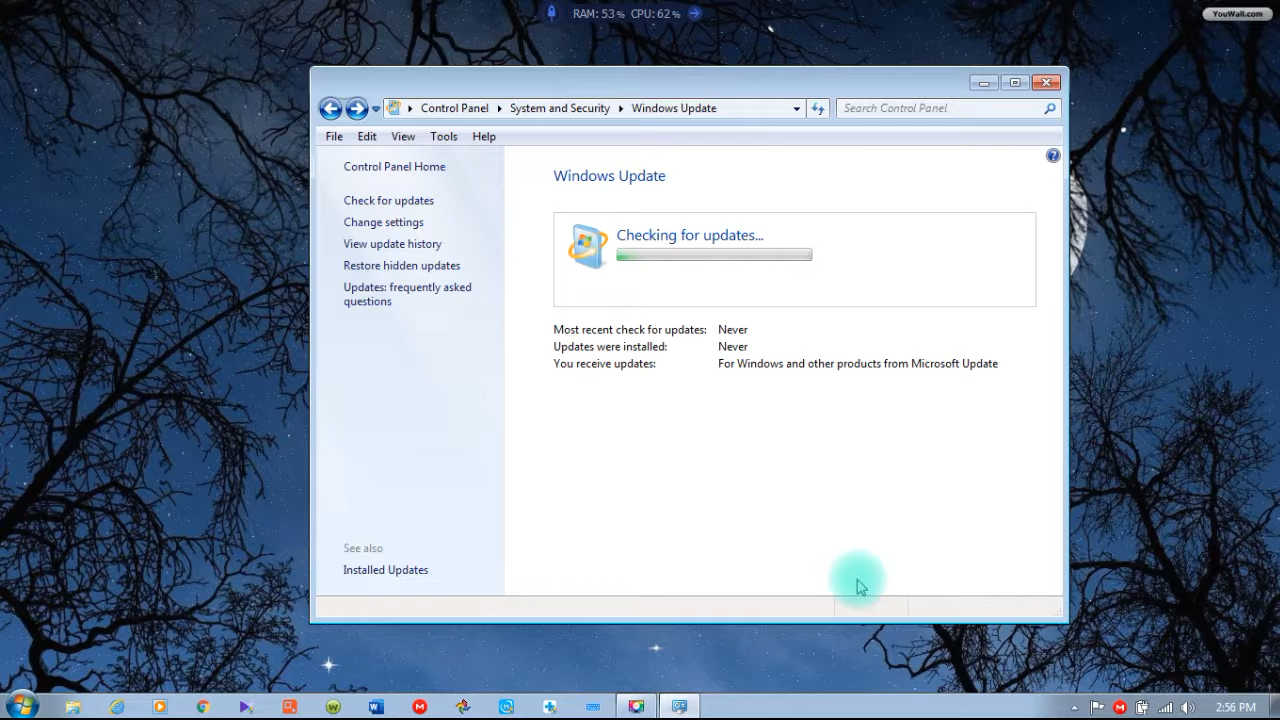 RAM: 53 % CPU: 62 %
YouWall.com
Control Panel
System and Security
Windows Update
Search Control Panel
File Edit View Tools Help
Control Panel Home
Check for updates
Change settings
View update history
Restore hidden updates
Updates: frequently asked
questions
See also
Installed Updates
Windows Update
Checking for updates...
Most recent check for updates: Never
Updates were installed: Never
You receive updates: For Windows and other products from Microsoft Update
2:56 PM